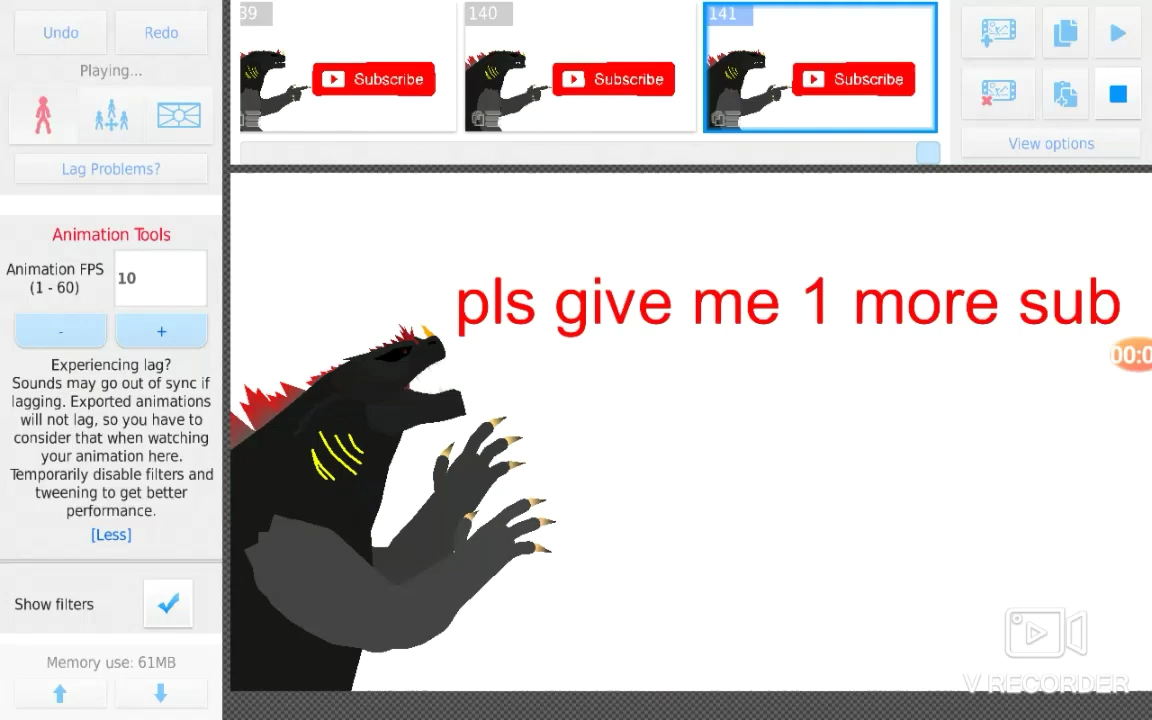 Undo
Redo
39
140
141
Playing...
Subscribe
Subscribe
Subscribe
View options
Lag Problems?
Animation Tools
Animation FPS
(1 - 60)
10
-
+
Experiencing lag?
Sounds may go out of sync if
lagging. Exported animations
will not lag, so you have to
consider that when watching
your animation here.
Temporarily disable filters and
tweening to get better
performance.
[Less]
Show filters
Memory use: 61MB
pls give me 1 more sub
00:0
V RECORDER